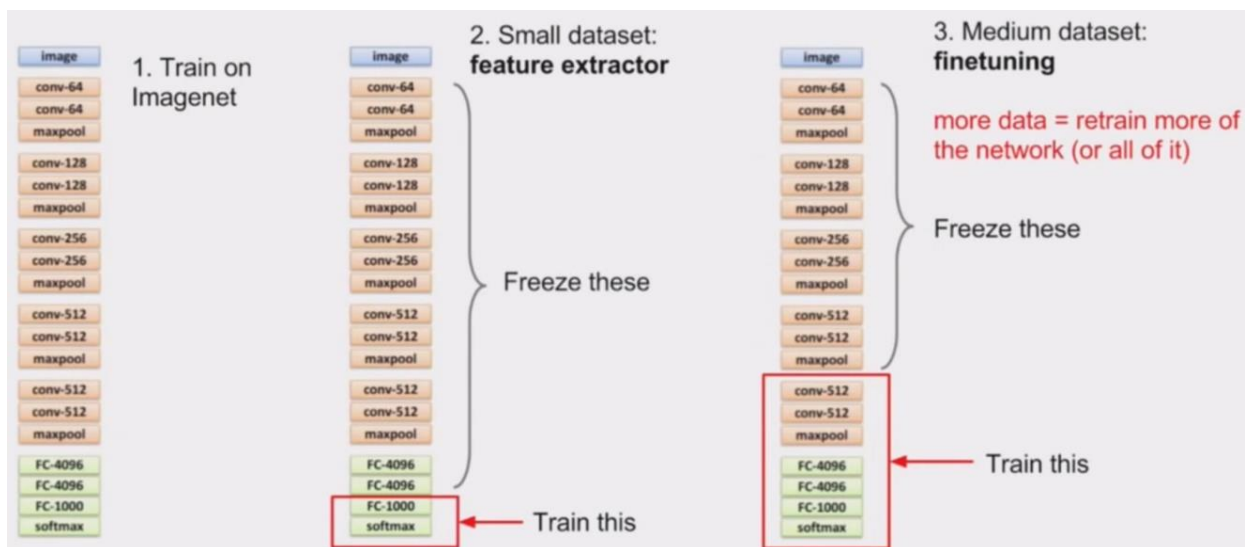 image
conv-64
conv-64
maxpool
conv-128
conv-128
maxpool
conv-256
conv-256
maxpool
conv-512
conv-512
maxpool
conv-512
conv-512
maxpool
FC-4096
FC-4096
FC-1000
softmax
1. Train on
Imagenet
image
conv-64
conv-64
maxpool
conv-128
conv-128
maxpool
conv-256
conv-256
maxpool
conv-512
conv-512
maxpool
conv-512
conv-512
maxpool
FC-4096
FC-4096
FC-1000
softmax
2. Small dataset:
feature extractor
Freeze these
Train this
image
conv-64
conv-64
maxpool
conv-128
conv-128
maxpool
conv-256
conv-256
maxpool
conv-512
conv-512
maxpool
conv-512
conv-512
maxpool
FC-4096
FC-4096
FC-1000
softmax
3. Medium dataset:
finetuning
more data = retrain more of
the network (or all of it)
Freeze these
Train this